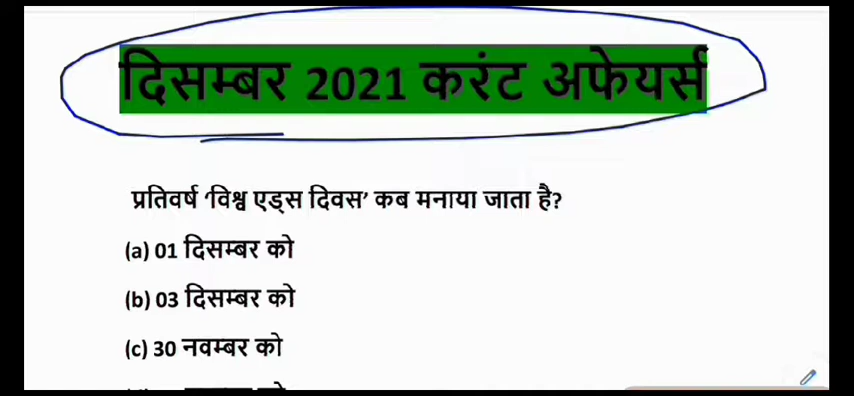 दिसम्बर 2021 करंट अफेयर्स
प्रतिवर्ष ‘विश्व एड्स दिवस’ कब मनाया जाता है?
(a) 01 दिसम्बर को
(b) 03 दिसम्बर को
(c) 30 नवम्बर को